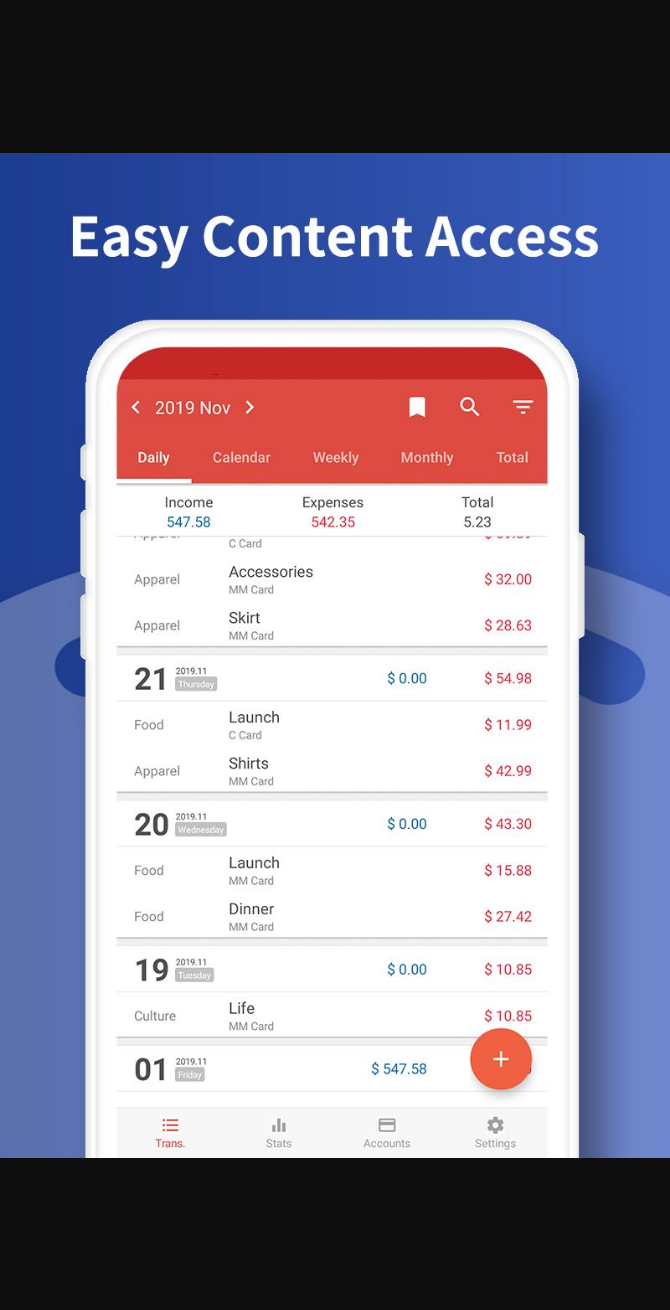 Easy Content Access
2019 Nov
Daily Calendar Weekly Monthly Total
Income Expenses Total
547.58 542.35 5.23
C Card
Apparel Accessories $ 32.00
MM Card
Apparel Skirt $ 28.63
MM Card
21 2019.11 Thursday $ 0.00 $ 54.98
Food Launch $ 11.99
C Card
Apparel Shirts $ 42.99
MM Card
20 2019.11 Wednesday $ 0.00 $ 43.30
Food Launch $ 15.88
MM Card
Food Dinner $ 27.42
MM Card
19 2019.11 Tuesday $ 0.00 $ 10.85
Culture Life $ 10.85
MM Card
01 2019.11 Friday $ 547.58
+
Trans. Stats Accounts Settings